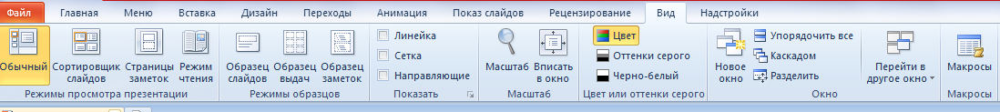 Файл Главная Меню Вставка Дизайн Переходы Анимация Показ слайдов Рецензирование Вид Надстройки
Обычный
Сортировщик
слайдов
Страницы
заметок
Режим
чтения
Режимы просмотра презентации
Образец
слайдов
Образец
выдач
Образец
заметок
Режимы образцов
Линейка
Сетка
Направляющие
Показать
Масштаб
Вписать
в окно
Масштаб
Цвет
Оттенки серого
Черно-белый
Цвет или оттенки серого
Новое
окно
Упорядочить все
Каскадом
Разделить
Перейти в
другое окно
Окно
Макросы
Макросы